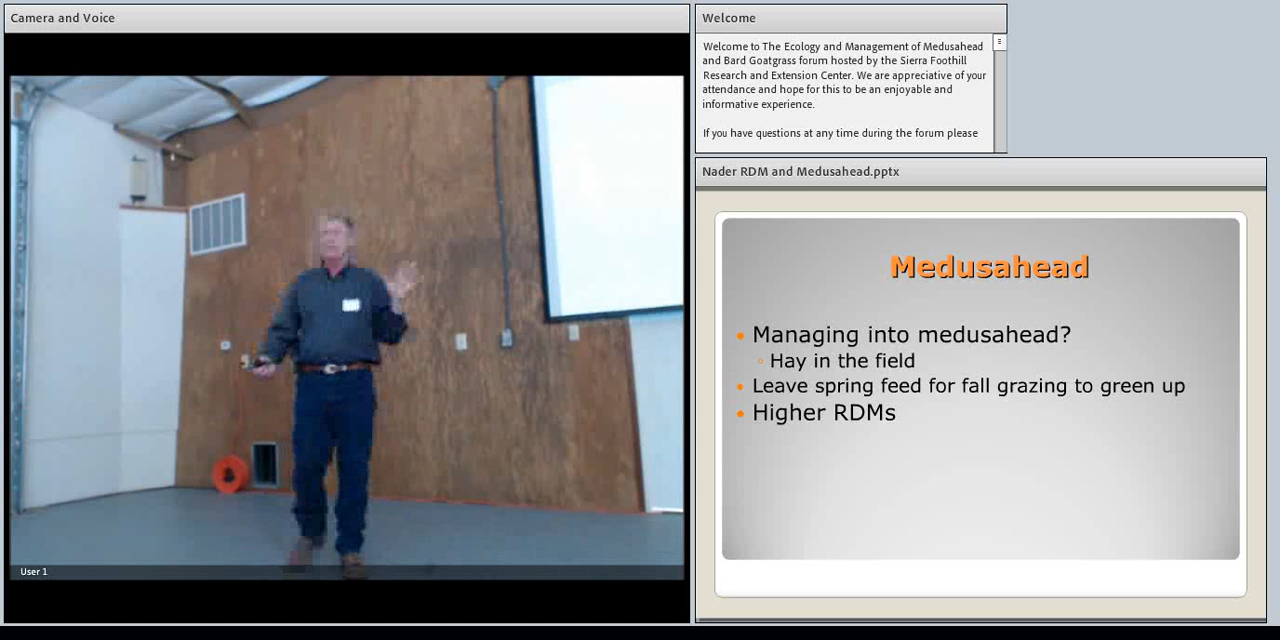 Camera and Voice
User 1
Welcome
Welcome to The Ecology and Management of Medusahead
and Bard Goatgrass forum hosted by the Sierra Foothill
Research and Extension Center. We are appreciative of your
attendance and hope for this to be an enjoyable and
informative experience.
If you have questions at any time during the forum please
Nader RDM and Medusahead.pptx
Medusahead
• Managing into medusahead?
◦ Hay in the field
• Leave spring feed for fall grazing to green up
• Higher RDMs